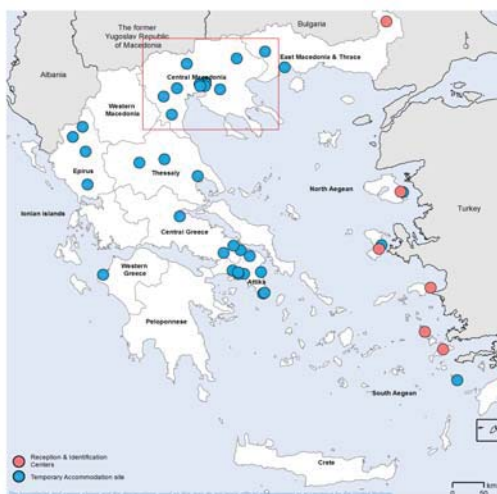 The former
Yugoslav Republic
of Macedonia
Bulgaria
Albania
East Macedonia & Thrace
Central Macedonia
Western
Macedonia
Epirus
Thessaly
North Aegean
Turkey
Ionian Islands
Central Greece
Western
Greece
Attika
Peloponnese
South Aegean
Crete
Reception & Identification
Centers
Temporary Accommodation site
km